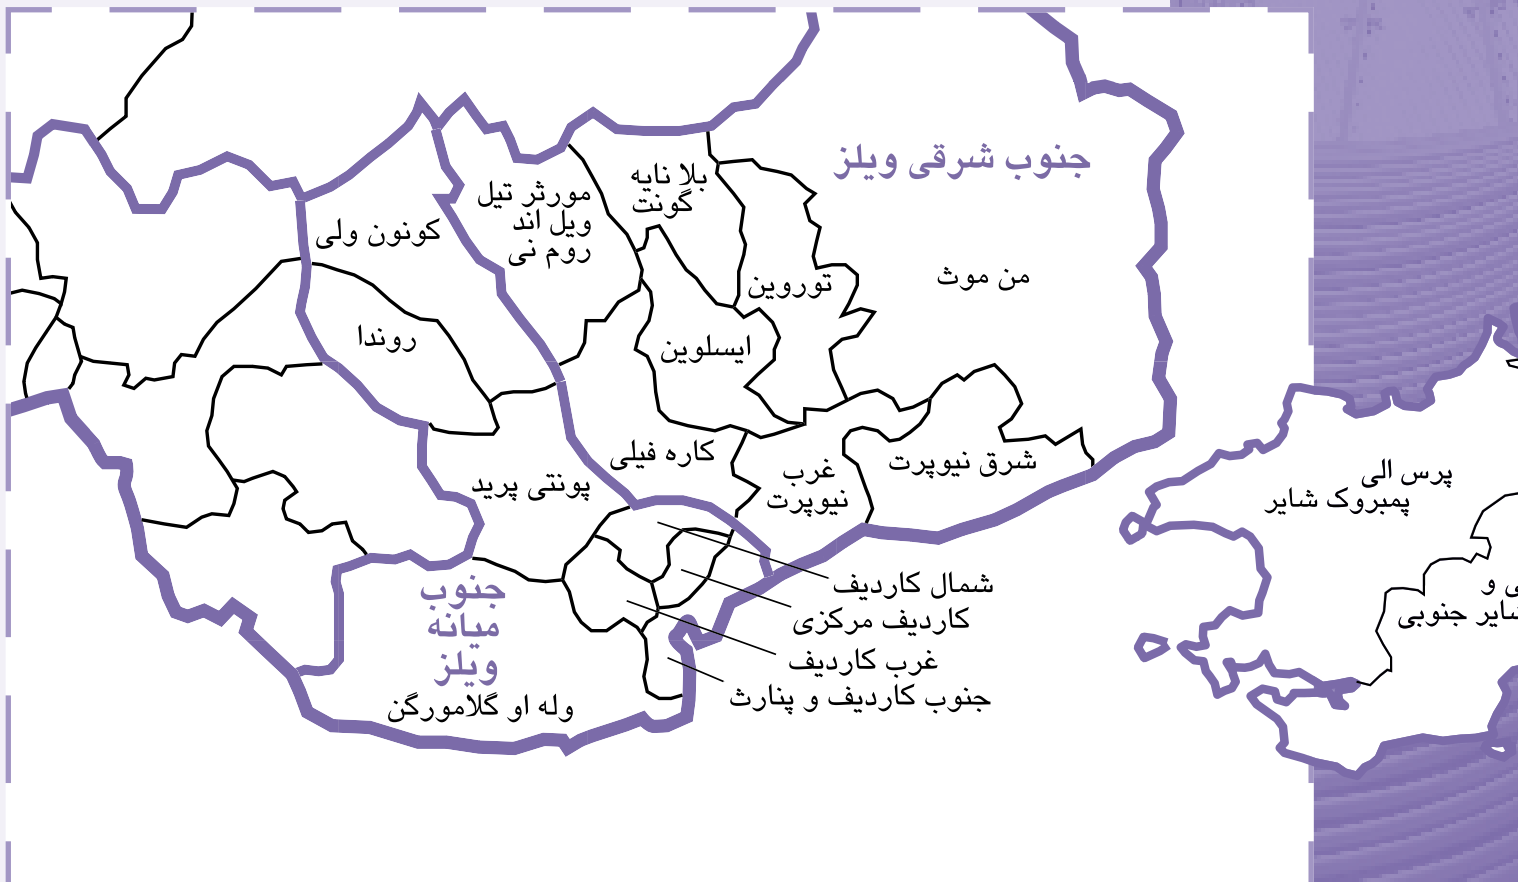 جنوب شرقی ویلز
بلا نایه
گونت
مورثر تیل
ویل اند
روم نی
کونون ولی
من موث
توروین
روندا
ایسلوین
کاره فیلی
شرق نیوپرت
غرب
نیوپرت
پونتی پرید
پرس الی
پمبروک شایر
شمال کاردیف
کاردیف مرکزی
غرب کاردیف
جنوب کاردیف و پنارث
جنوب
میانه
ویلز
وله او گلامورگن
ی و
شایر جنوبی